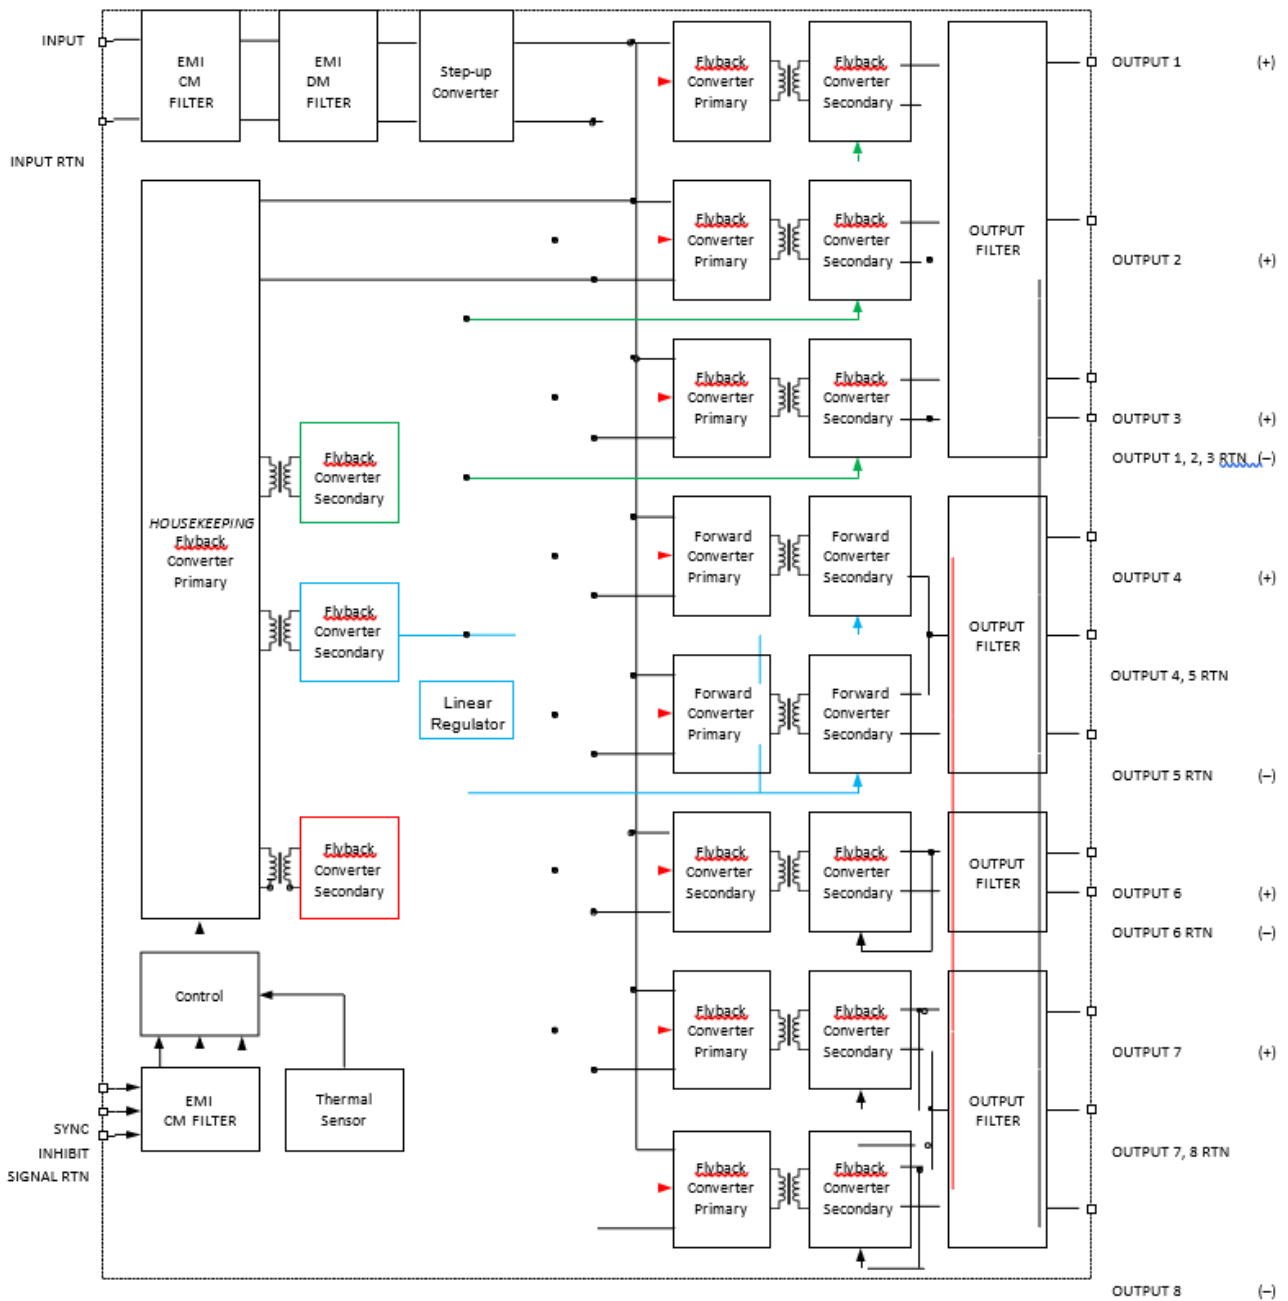 INPUT
EMI
CM
FILTER
EMI
DM
FILTER
Step-up
Converter
Flyback
Converter
Primary
Flyback
Converter
Secondary
OUTPUT 1 (+)
INPUT RTN
Flyback
Converter
Primary
Flyback
Converter
Secondary
OUTPUT
FILTER
OUTPUT 2 (+)
Flyback
Converter
Primary
Flyback
Converter
Secondary
OUTPUT 3 (+)
OUTPUT 1, 2, 3 RTN (–)
Flyback
Converter
Secondary
HOUSEKEEPING
Flyback
Converter
Primary
Forward
Converter
Primary
Forward
Converter
Secondary
OUTPUT 4 (+)
Flyback
Converter
Secondary
OUTPUT
FILTER
OUTPUT 4, 5 RTN
Linear
Regulator
Forward
Converter
Primary
Forward
Converter
Secondary
OUTPUT 5 RTN (–)
Flyback
Converter
Secondary
Flyback
Converter
Secondary
Flyback
Converter
Secondary
OUTPUT
FILTER
OUTPUT 6 (+)
OUTPUT 6 RTN (–)
Control
Flyback
Converter
Primary
Flyback
Converter
Secondary
OUTPUT 7 (+)
EMI
CM FILTER
Thermal
Sensor
OUTPUT
FILTER
SYNC
INHIBIT
SIGNAL RTN
OUTPUT 7, 8 RTN
Flyback
Converter
Primary
Flyback
Converter
Secondary
OUTPUT 8 (–)